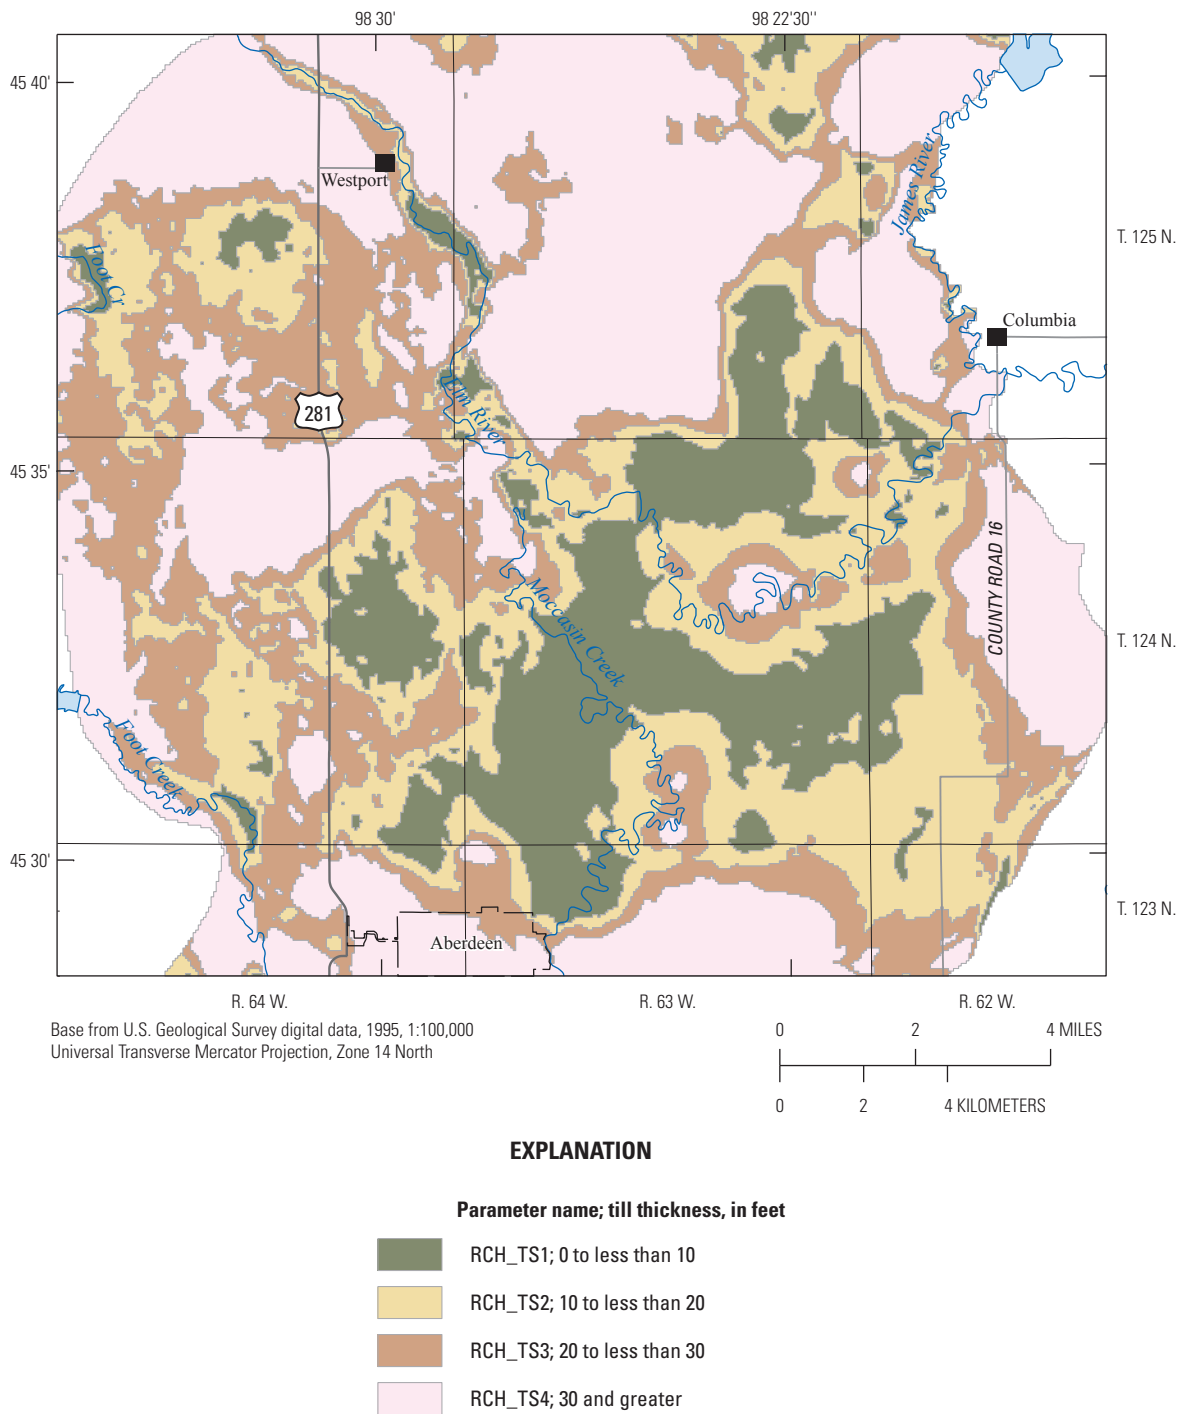 98 30'
98 22'30''
45 40'
Westport
James River
T. 125 N.
Foot Cr
Columbia
Elm River
281
45 35'
COUNTY ROAD 16
Moccasin Creek
T. 124 N.
Foot Creek
45 30'
T. 123 N.
Aberdeen
R. 64 W.
R. 63 W.
R. 62 W.
Base from U.S. Geological Survey digital data, 1995, 1:100,000
Universal Transverse Mercator Projection, Zone 14 North
0 2 4 MILES
0 2 4 KILOMETERS
EXPLANATION
Parameter name; till thickness, in feet
RCH_TS1; 0 to less than 10
RCH_TS2; 10 to less than 20
RCH_TS3; 20 to less than 30
RCH_TS4; 30 and greater